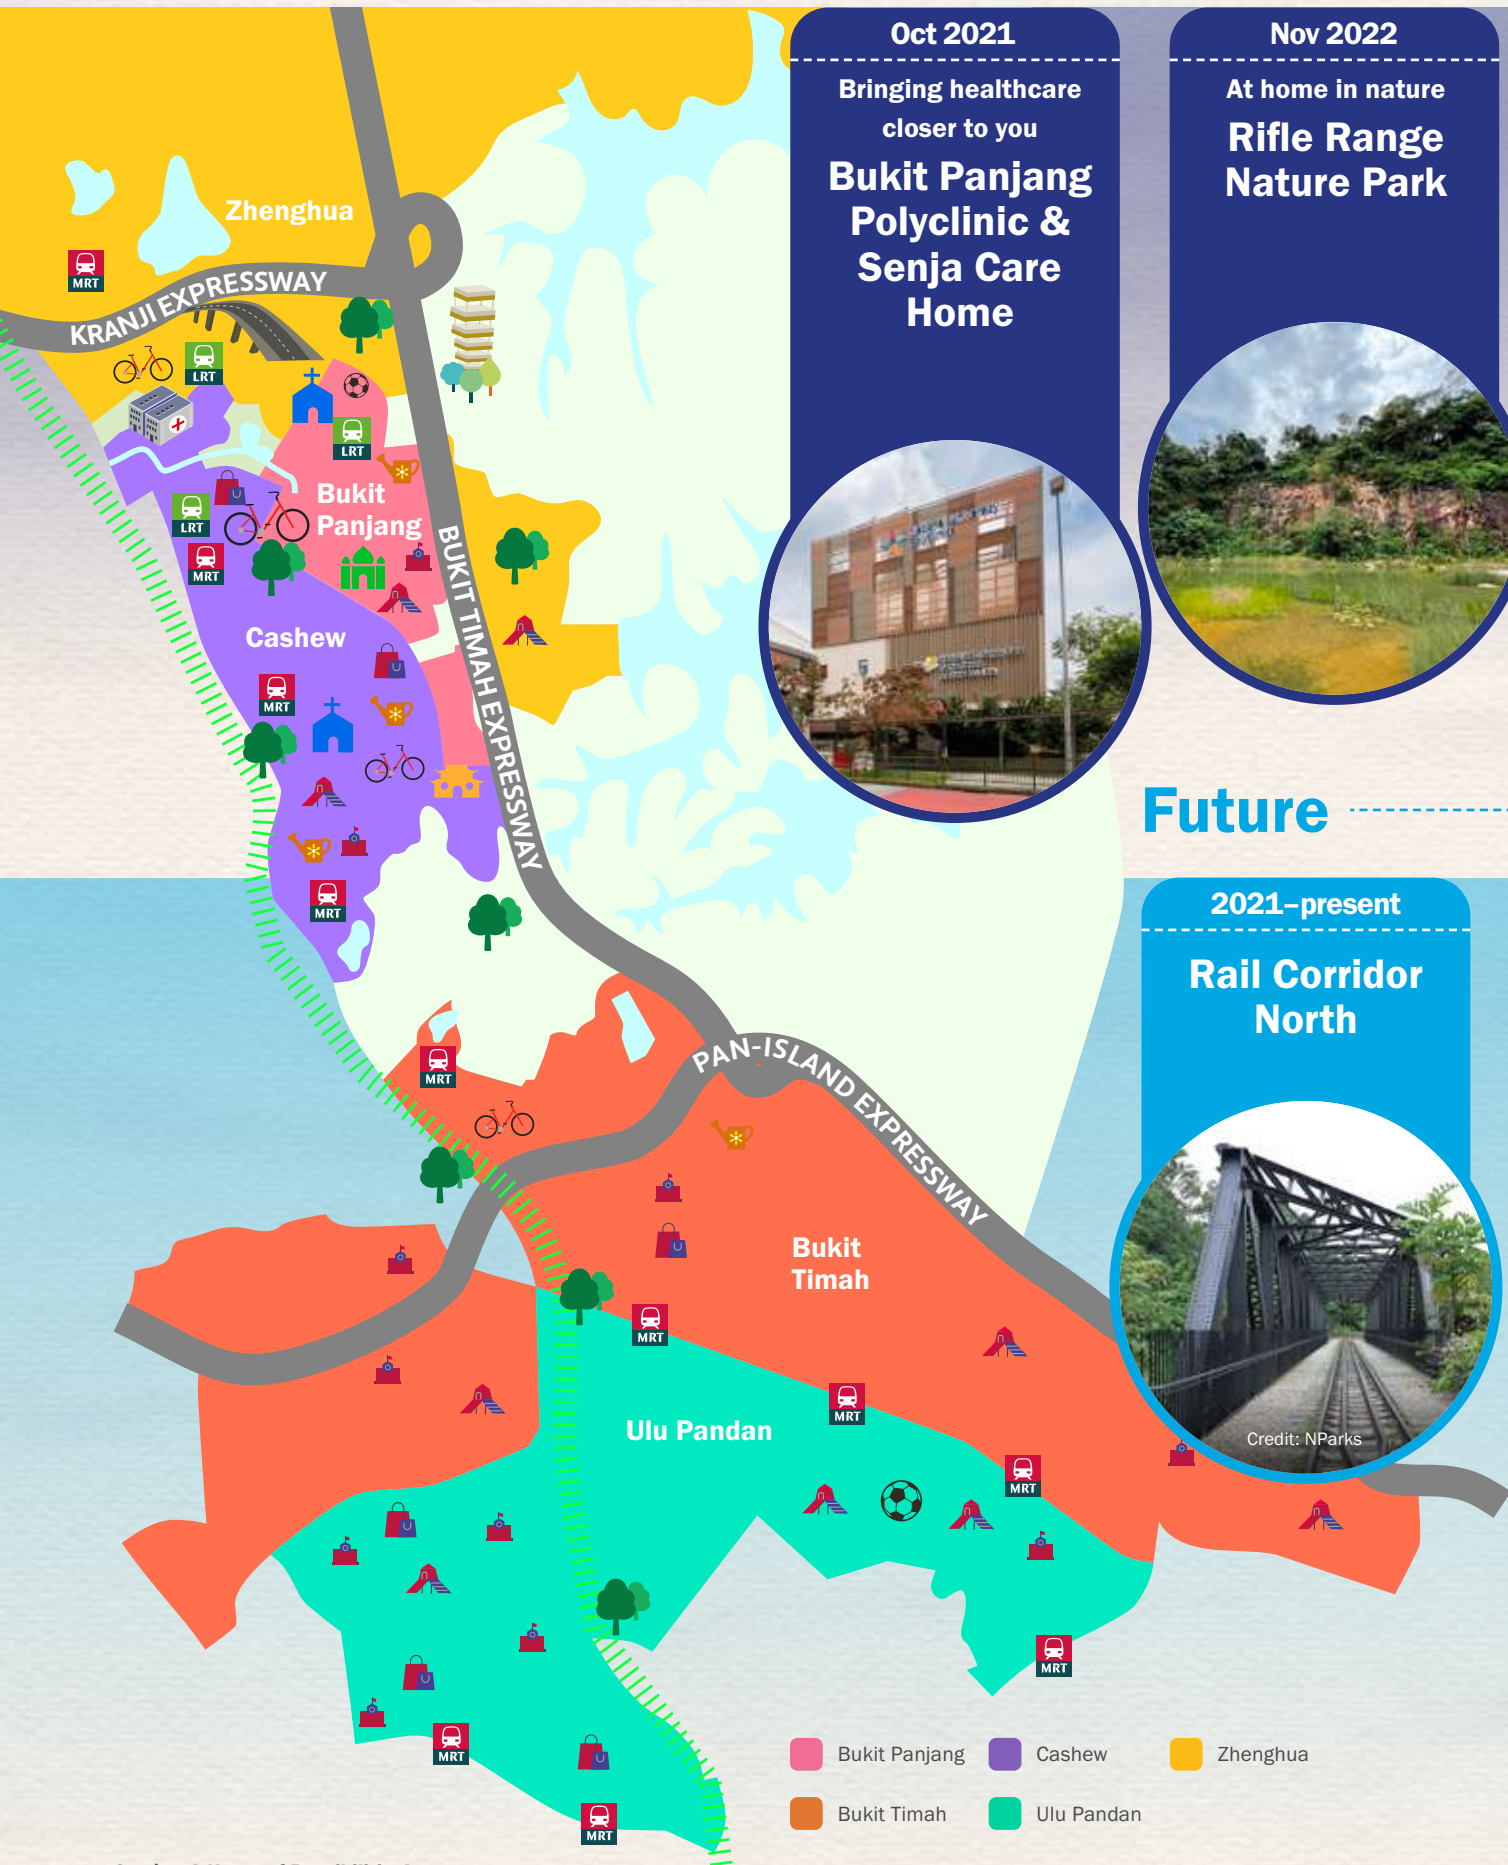 Oct 2021
Bringing healthcare
closer to you
Bukit Panjang
Polyclinic &
Senja Care
Home
Nov 2022
At home in nature
Rifle Range
Nature Park
Zhenghua
MRT
KRANJI EXPRESSWAY
LRT
LRT
Bukit
Panjang
LRT
MRT
BUKIT TIMAH EXPRESSWAY
Cashew
MRT
MRT
Future
2021–present
Rail Corridor
North
Credit: NParks
MRT
PAN-ISLAND EXPRESSWAY
Bukit
Timah
MRT
MRT
Ulu Pandan
MRT
MRT
MRT
MRT
Bukit Panjang
Cashew
Zhenghua
Bukit Timah
Ulu Pandan